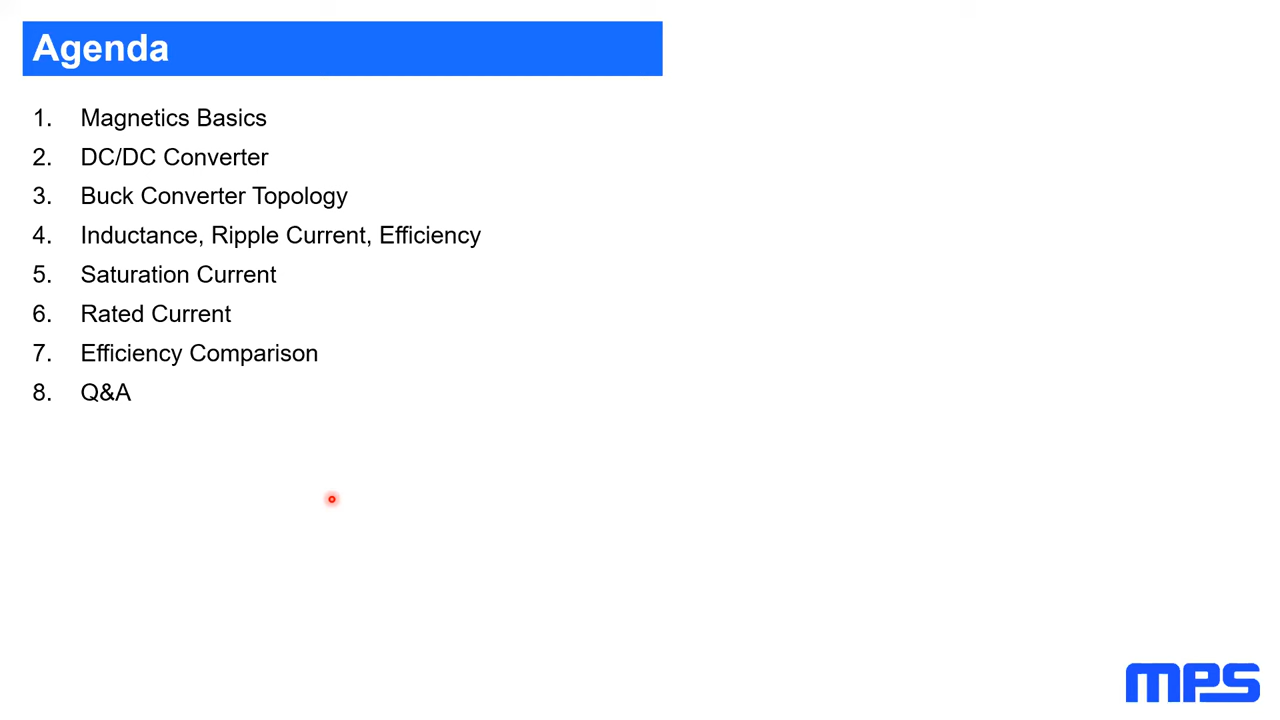 Agenda
1. Magnetics Basics
2. DC/DC Converter
3. Buck Converter Topology
4. Inductance, Ripple Current, Efficiency
5. Saturation Current
6. Rated Current
7. Efficiency Comparison
8. Q&A
mps